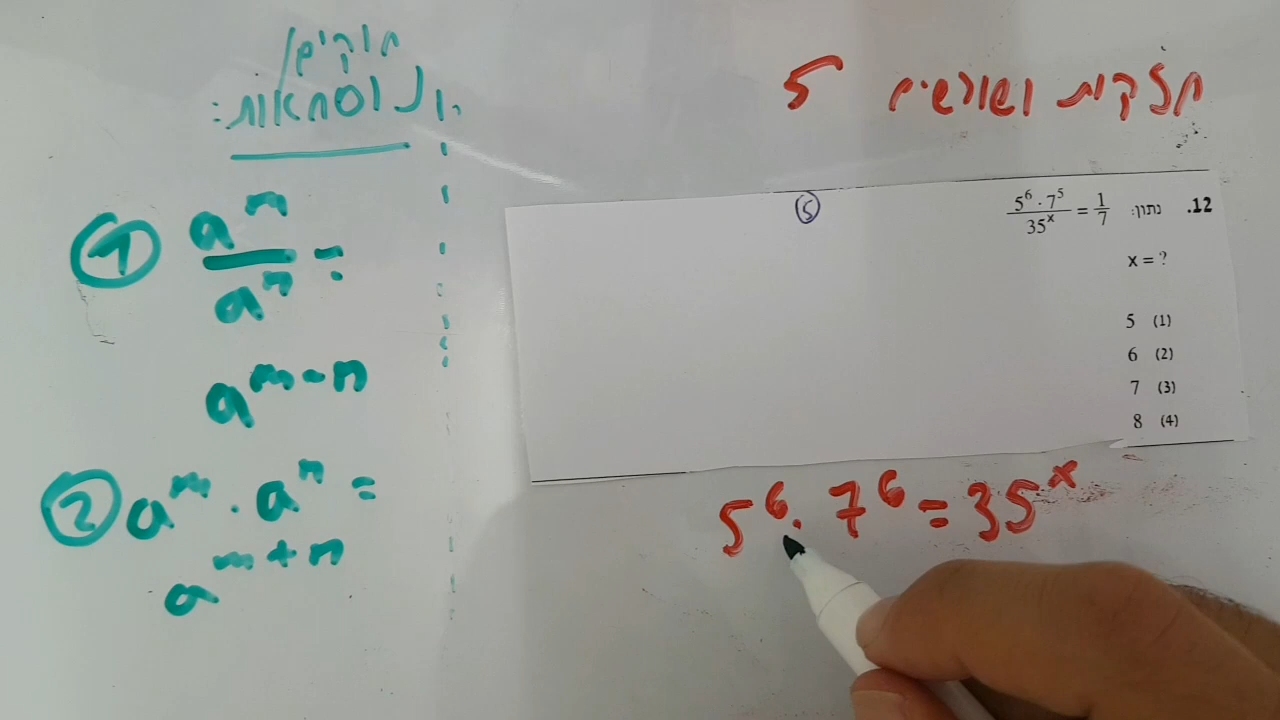 חזקות ושורשים 5
חוקים/
נוסחאות:
① a^m/a^n =
a^(m-n)
② a^m · a^n =
a^(m+n)
⑤
12. נתון: (5^6 · 7^5)/35^x = 1/7
x = ?
(1) 5
(2) 6
(3) 7
(4) 8
5^6 · 7^6 = 35^x